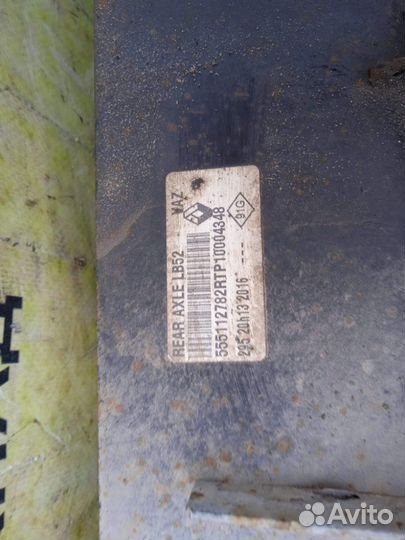 REAR AXLE LB52 VAZ
555112782RTP10004348
295 20h13 2016 ---
91G
Avito